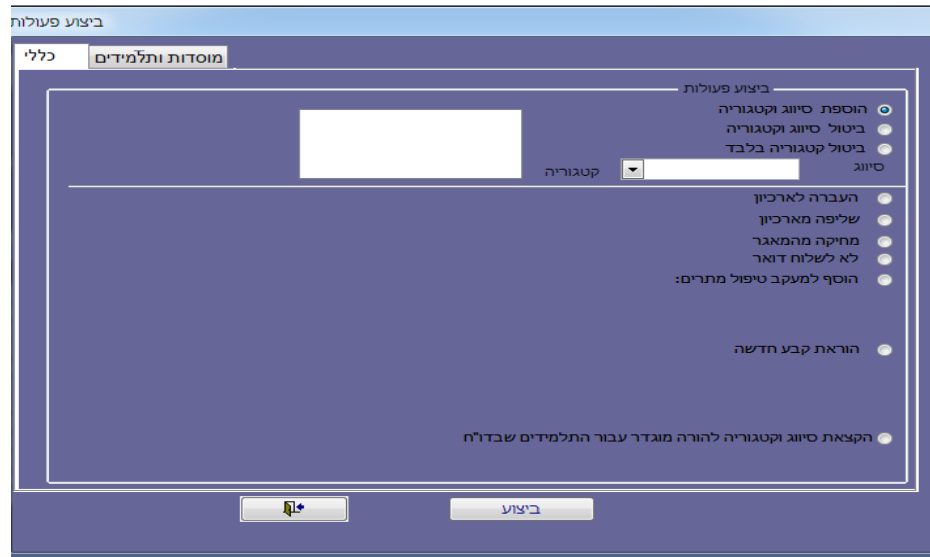 ביצוע פעולות
כללי
מוסדות ותלמידים
ביצוע פעולות
הוספת סיווג וקטגוריה
ביטול סיווג וקטגוריה
ביטול קטגוריה בלבד
סיווג
קטגוריה
העברה לארכיון
שליפה מארכיון
מחיקה מהמאגר
לא לשלוח דואר
הוסף למעקב טיפול מתרים:
הוראת קבע חדשה
הקצאת סיווג וקטגוריה להורה מוגדר עבור התלמידים שבדו"ח
ביצוע